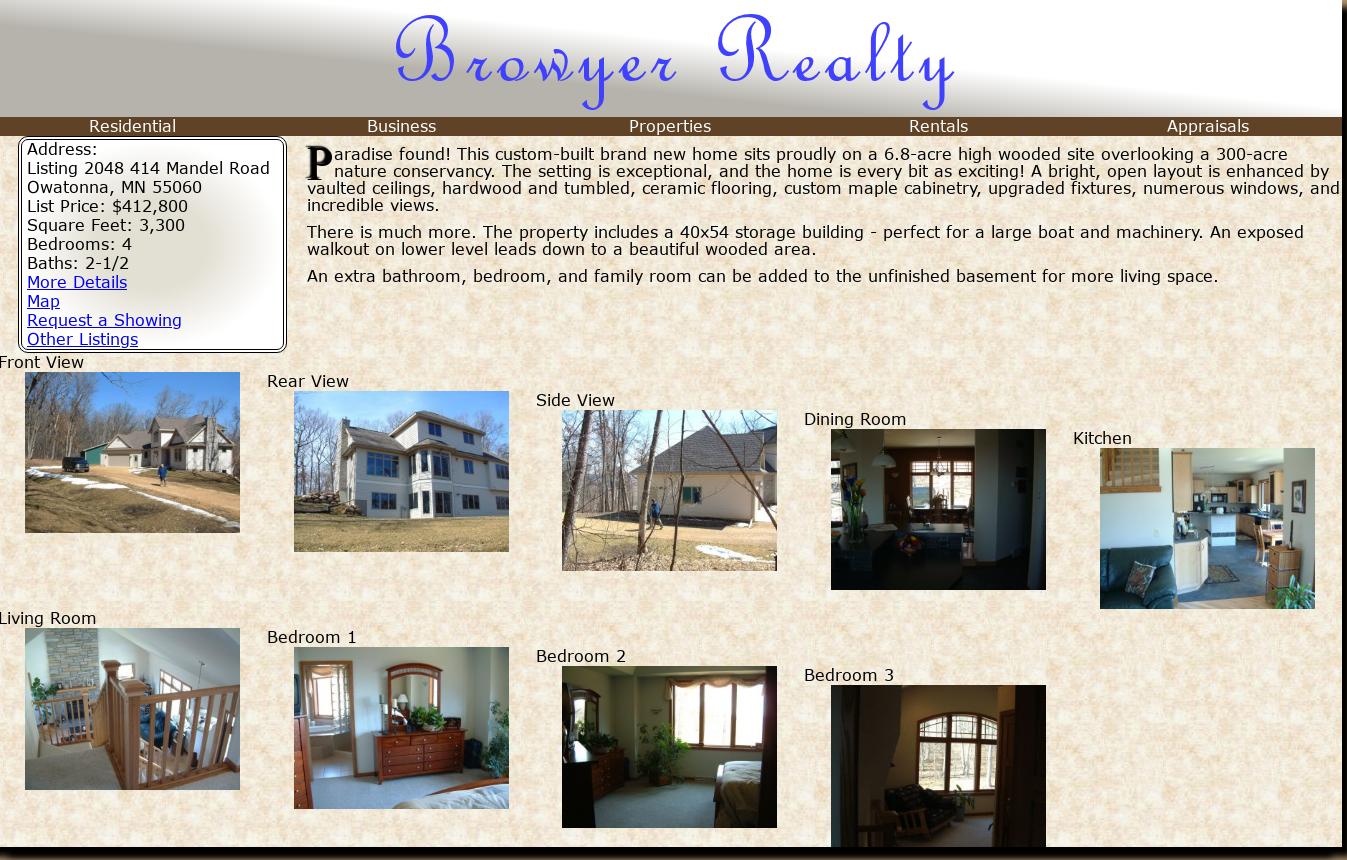 Browyer Realty
Residential Business Properties Rentals Appraisals
Address:
Listing 2048 414 Mandel Road
Owatonna, MN 55060
List Price: $412,800
Square Feet: 3,300
Bedrooms: 4
Baths: 2-1/2
More Details
Map
Request a Showing
Other Listings
Paradise found! This custom-built brand new home sits proudly on a 6.8-acre high wooded site overlooking a 300-acre
nature conservancy. The setting is exceptional, and the home is every bit as exciting! A bright, open layout is enhanced by
vaulted ceilings, hardwood and tumbled, ceramic flooring, custom maple cabinetry, upgraded fixtures, numerous windows, and
incredible views.
There is much more. The property includes a 40x54 storage building - perfect for a large boat and machinery. An exposed
walkout on lower level leads down to a beautiful wooded area.
An extra bathroom, bedroom, and family room can be added to the unfinished basement for more living space.
Front View
Rear View
Side View
Dining Room
Kitchen
Living Room
Bedroom 1
Bedroom 2
Bedroom 3